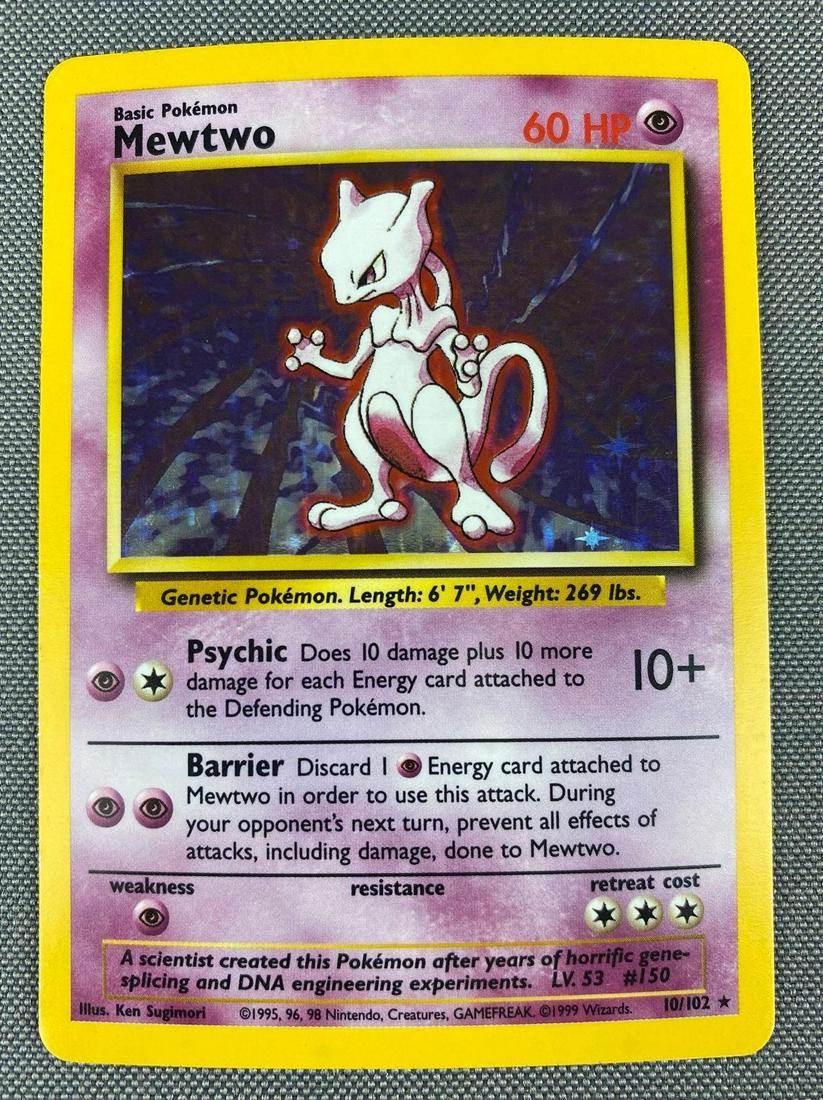 Basic Pokémon
Mewtwo
60 HP
Genetic Pokémon. Length: 6' 7", Weight: 269 lbs.
Psychic Does 10 damage plus 10 more
damage for each Energy card attached to
the Defending Pokémon.
10+
Barrier Discard 1 Energy card attached to
Mewtwo in order to use this attack. During
your opponent's next turn, prevent all effects of
attacks, including damage, done to Mewtwo.
weakness
resistance
retreat cost
A scientist created this Pokémon after years of horrific gene-
splicing and DNA engineering experiments. LV. 53 #150
Illus. Ken Sugimori ©1995, 96, 98 Nintendo, Creatures, GAMEFREAK. ©1999 Wizards. 10/102 ★